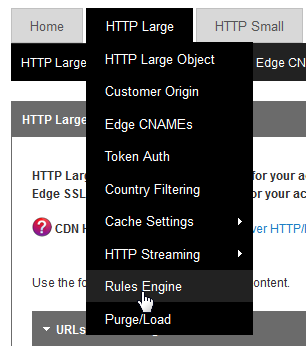 Home HTTP Large HTTP Small
HTTP Large Edge CN
HTTP Large Object
Customer Origin
Edge CNAMEs
Token Auth
Country Filtering
Cache Settings
HTTP Streaming
Rules Engine
Purge/Load
HTTP Large
HTTP Lar for your a
Edge SSL or your ac
CDN H ver HTTP/
Use the fo ontent.
URLs